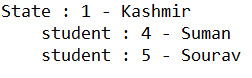 State : 1 - Kashmir
    student : 4 - Suman
    student : 5 - Sourav